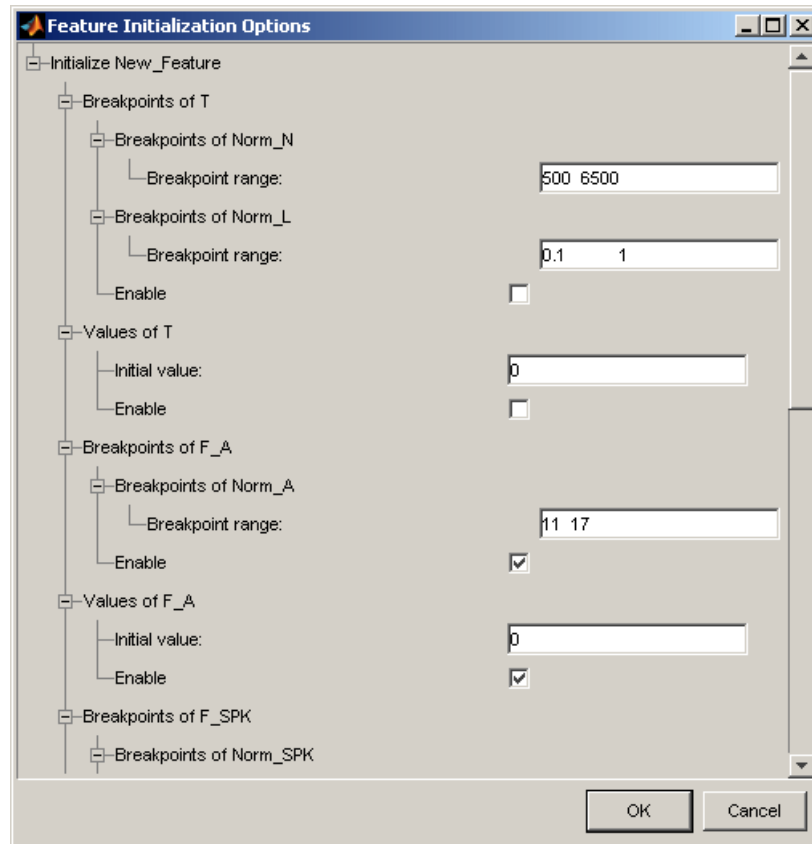 Feature Initialization Options
Initialize New_Feature
Breakpoints of T
Breakpoints of Norm_N
Breakpoint range: 500 6500
Breakpoints of Norm_L
Breakpoint range: 0.1 1
Enable
Values of T
Initial value: 0
Enable
Breakpoints of F_A
Breakpoints of Norm_A
Breakpoint range: 11 17
Enable
Values of F_A
Initial value: 0
Enable
Breakpoints of F_SPK
Breakpoints of Norm_SPK
OK Cancel